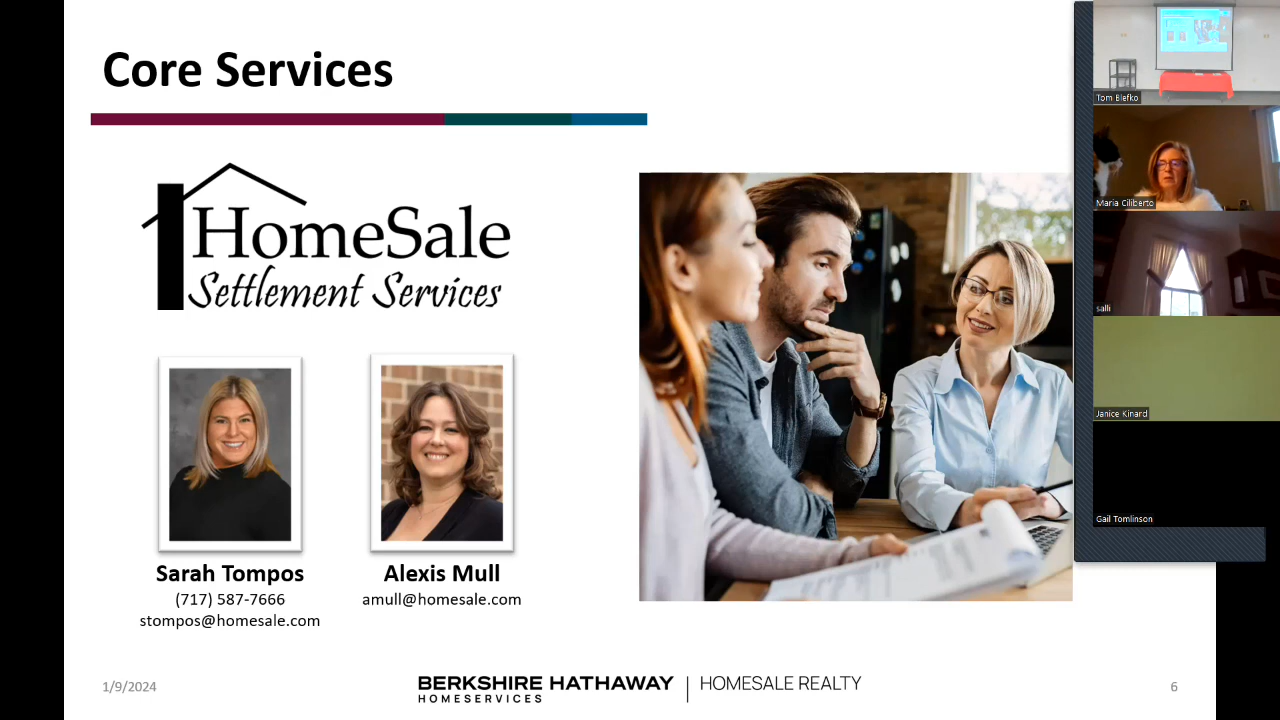 Core Services
HomeSale
Settlement Services
Sarah Tompos
(717) 587-7666
stompos@homesale.com
Alexis Mull
amull@homesale.com
1/9/2024
BERKSHIRE HATHAWAY
HOMESERVICES
HOMESALE REALTY
6
Tom Blefko
Maria Ciliberto
salli
Janice Kinard
Gail Tomlinson